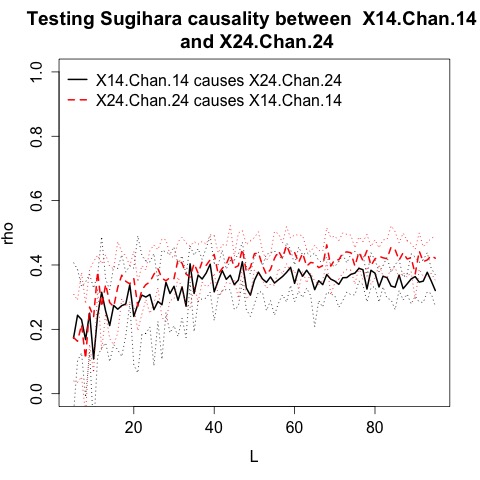 Testing Sugihara causality between  X14.Chan.14
and X24.Chan.24
X14.Chan.14 causes X24.Chan.24
X24.Chan.24 causes X14.Chan.14
rho
1.0
0.8
0.6
0.4
0.2
0.0
20 40 60 80
L